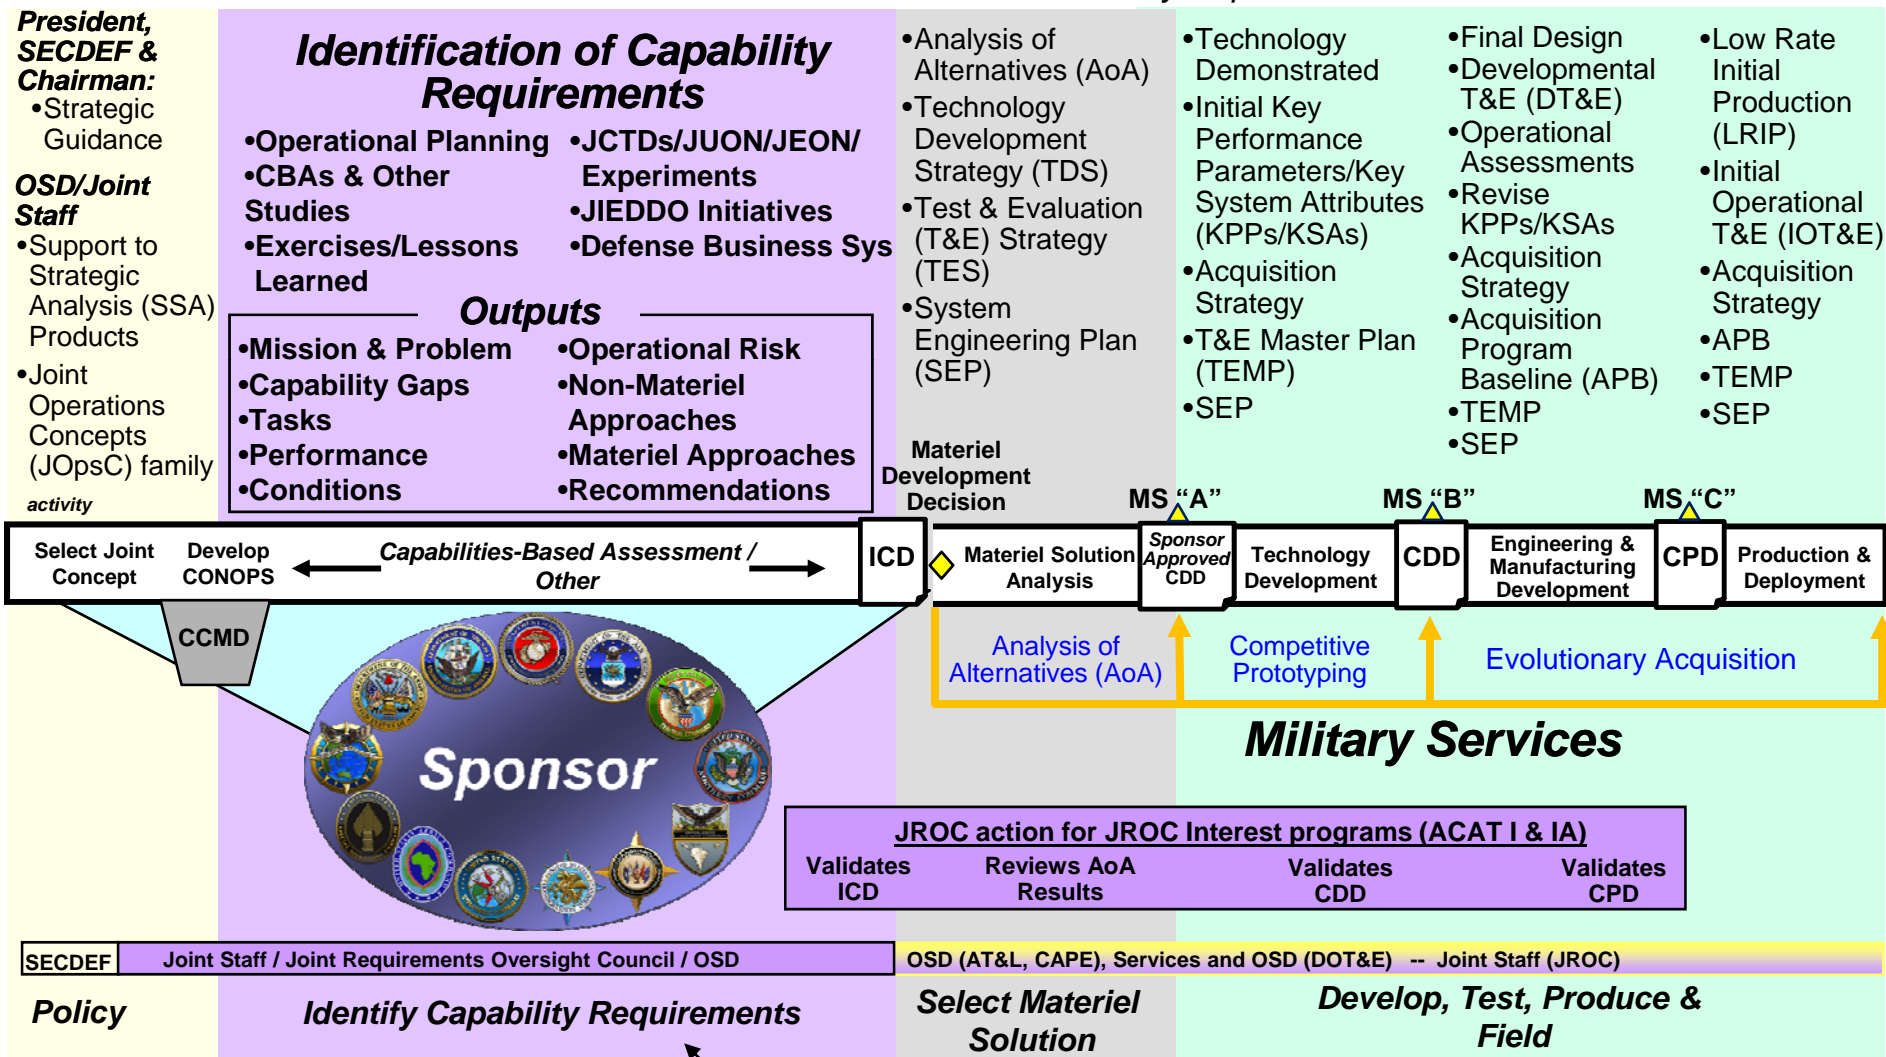 President,
SECDEF &
Chairman:
•Strategic
Guidance
OSD/Joint
Staff
•Support to
Strategic
Analysis (SSA)
Products
•Joint
Operations
Concepts
(JOpsC) family
activity
Identification of Capability
Requirements
•Operational Planning
•CBAs & Other
Studies
•Exercises/Lessons
Learned
•JCTDs/JUON/JEON/
Experiments
•JIEDDO Initiatives
•Defense Business Sys
Outputs
•Mission & Problem
•Capability Gaps
•Tasks
•Performance
•Conditions
•Operational Risk
•Non-Materiel
Approaches
•Materiel Approaches
•Recommendations
•Analysis of
Alternatives (AoA)
•Technology
Development
Strategy (TDS)
•Test & Evaluation
(T&E) Strategy
(TES)
•System
Engineering Plan
(SEP)
Materiel
Development
Decision
•Technology
Demonstrated
•Initial Key
Performance
Parameters/Key
System Attributes
(KPPs/KSAs)
•Acquisition
Strategy
•T&E Master Plan
(TEMP)
•SEP
•Final Design
•Developmental
T&E (DT&E)
•Operational
Assessments
•Revise
KPPs/KSAs
•Acquisition
Strategy
•Acquisition
Program
Baseline (APB)
•TEMP
•SEP
•Low Rate
Initial
Production
(LRIP)
•Initial
Operational
T&E (IOT&E)
•Acquisition
Strategy
•APB
•TEMP
•SEP
MS “A”
MS “B”
MS “C”
Select Joint
Concept
Develop
CONOPS
Capabilities-Based Assessment /
Other
ICD
Materiel Solution
Analysis
Sponsor
Approved
CDD
Technology
Development
CDD
Engineering &
Manufacturing
Development
CPD
Production &
Deployment
CCMD
Analysis of
Alternatives (AoA)
Competitive
Prototyping
Evolutionary Acquisition
Sponsor
Military Services
JROC action for JROC Interest programs (ACAT I & IA)
Validates
ICD
Reviews AoA
Results
Validates
CDD
Validates
CPD
SECDEF
Joint Staff / Joint Requirements Oversight Council / OSD
OSD (AT&L, CAPE), Services and OSD (DOT&E) -- Joint Staff (JROC)
Policy
Identify Capability Requirements
Select Materiel
Solution
Develop, Test, Produce &
Field